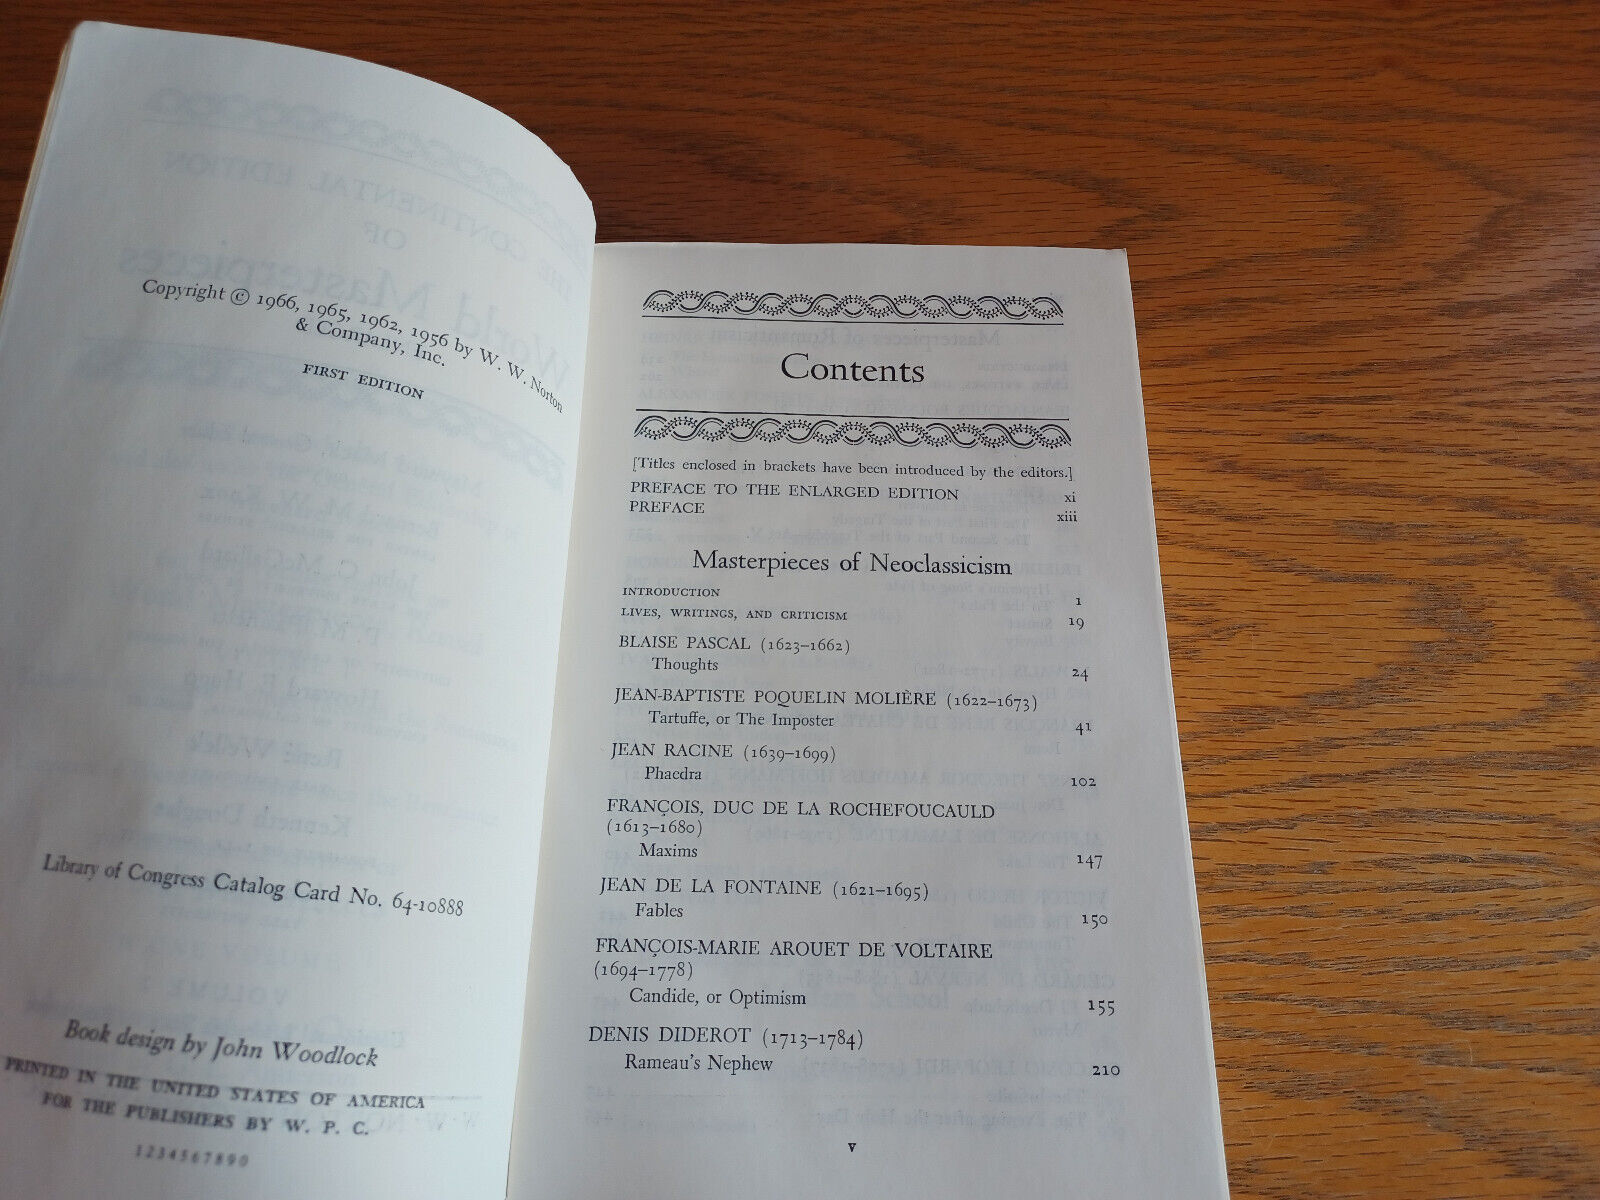 Copyright © 1966, 1965, 1962, 1956 by W. W. Norton
& Company, Inc.
FIRST EDITION
Library of Congress Catalog Card No. 64-10888
Book design by John Woodlock
PRINTED IN THE UNITED STATES OF AMERICA
FOR THE PUBLISHERS BY W. P. C.
1234567890
Contents
[Titles enclosed in brackets have been introduced by the editors.]
PREFACE TO THE ENLARGED EDITION xi
PREFACE xiii
Masterpieces of Neoclassicism
INTRODUCTION 1
LIVES, WRITINGS, AND CRITICISM 19
BLAISE PASCAL (1623–1662)
Thoughts 24
JEAN-BAPTISTE POQUELIN MOLIÈRE (1622–1673)
Tartuffe, or The Imposter 41
JEAN RACINE (1639–1699)
Phaedra 102
FRANÇOIS, DUC DE LA ROCHEFOUCAULD
(1613–1680)
Maxims 147
JEAN DE LA FONTAINE (1621–1695)
Fables 150
FRANÇOIS-MARIE AROUET DE VOLTAIRE
(1694–1778)
Candide, or Optimism 155
DENIS DIDEROT (1713–1784)
Rameau's Nephew 210
v